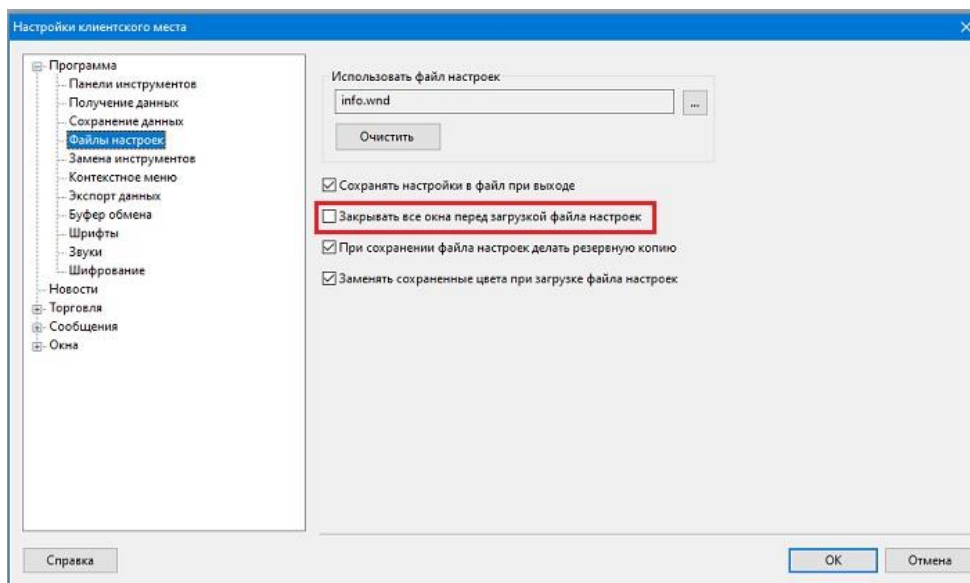 Настройки клиентского места
Программа
Панели инструментов
Получение данных
Сохранение данных
Файлы настроек
Замена инструментов
Контекстное меню
Экспорт данных
Буфер обмена
Шрифты
Звуки
Шифрование
Новости
Торговля
Сообщения
Окна
Использовать файл настроек
info.wnd
...
Очистить
Сохранять настройки в файл при выходе
Закрывать все окна перед загрузкой файла настроек
При сохранении файла настроек делать резервную копию
Заменять сохраненные цвета при загрузке файла настроек
Справка
OK
Отмена